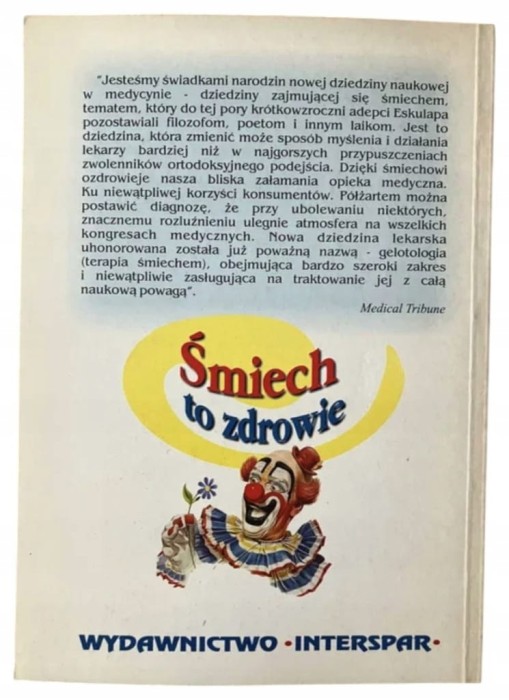 "Jesteśmy świadkami narodzin nowej dziedziny naukowej
w medycynie - dziedziny zajmującej się śmiechem,
tematem, który do tej pory krótkowzroczni adepci Eskulapa
pozostawiali filozofom, poetom i innym laikom. Jest to
dziedzina, która zmienić może sposób myślenia i działania
lekarzy bardziej niż w najgorszych przypuszczeniach
zwolenników ortodoksyjnego podejścia. Dzięki śmiechowi
ozdrowieje nasza bliska załamania opieka medyczna.
Ku niewątpliwej korzyści konsumentów. Półżartem można
postawić diagnozę, że przy ubolewaniu niektórych,
znacznemu rozluźnieniu ulegnie atmosfera na wszelkich
kongresach medycznych. Nowa dziedzina lekarska
uhonorowana została już poważną nazwą - gelotologia
(terapia śmiechem), obejmująca bardzo szeroki zakres
i niewątpliwie zasługująca na traktowanie jej z całą
naukową powagą".
Medical Tribune
Śmiech
to zdrowie
WYDAWNICTWO •INTERSPAR•